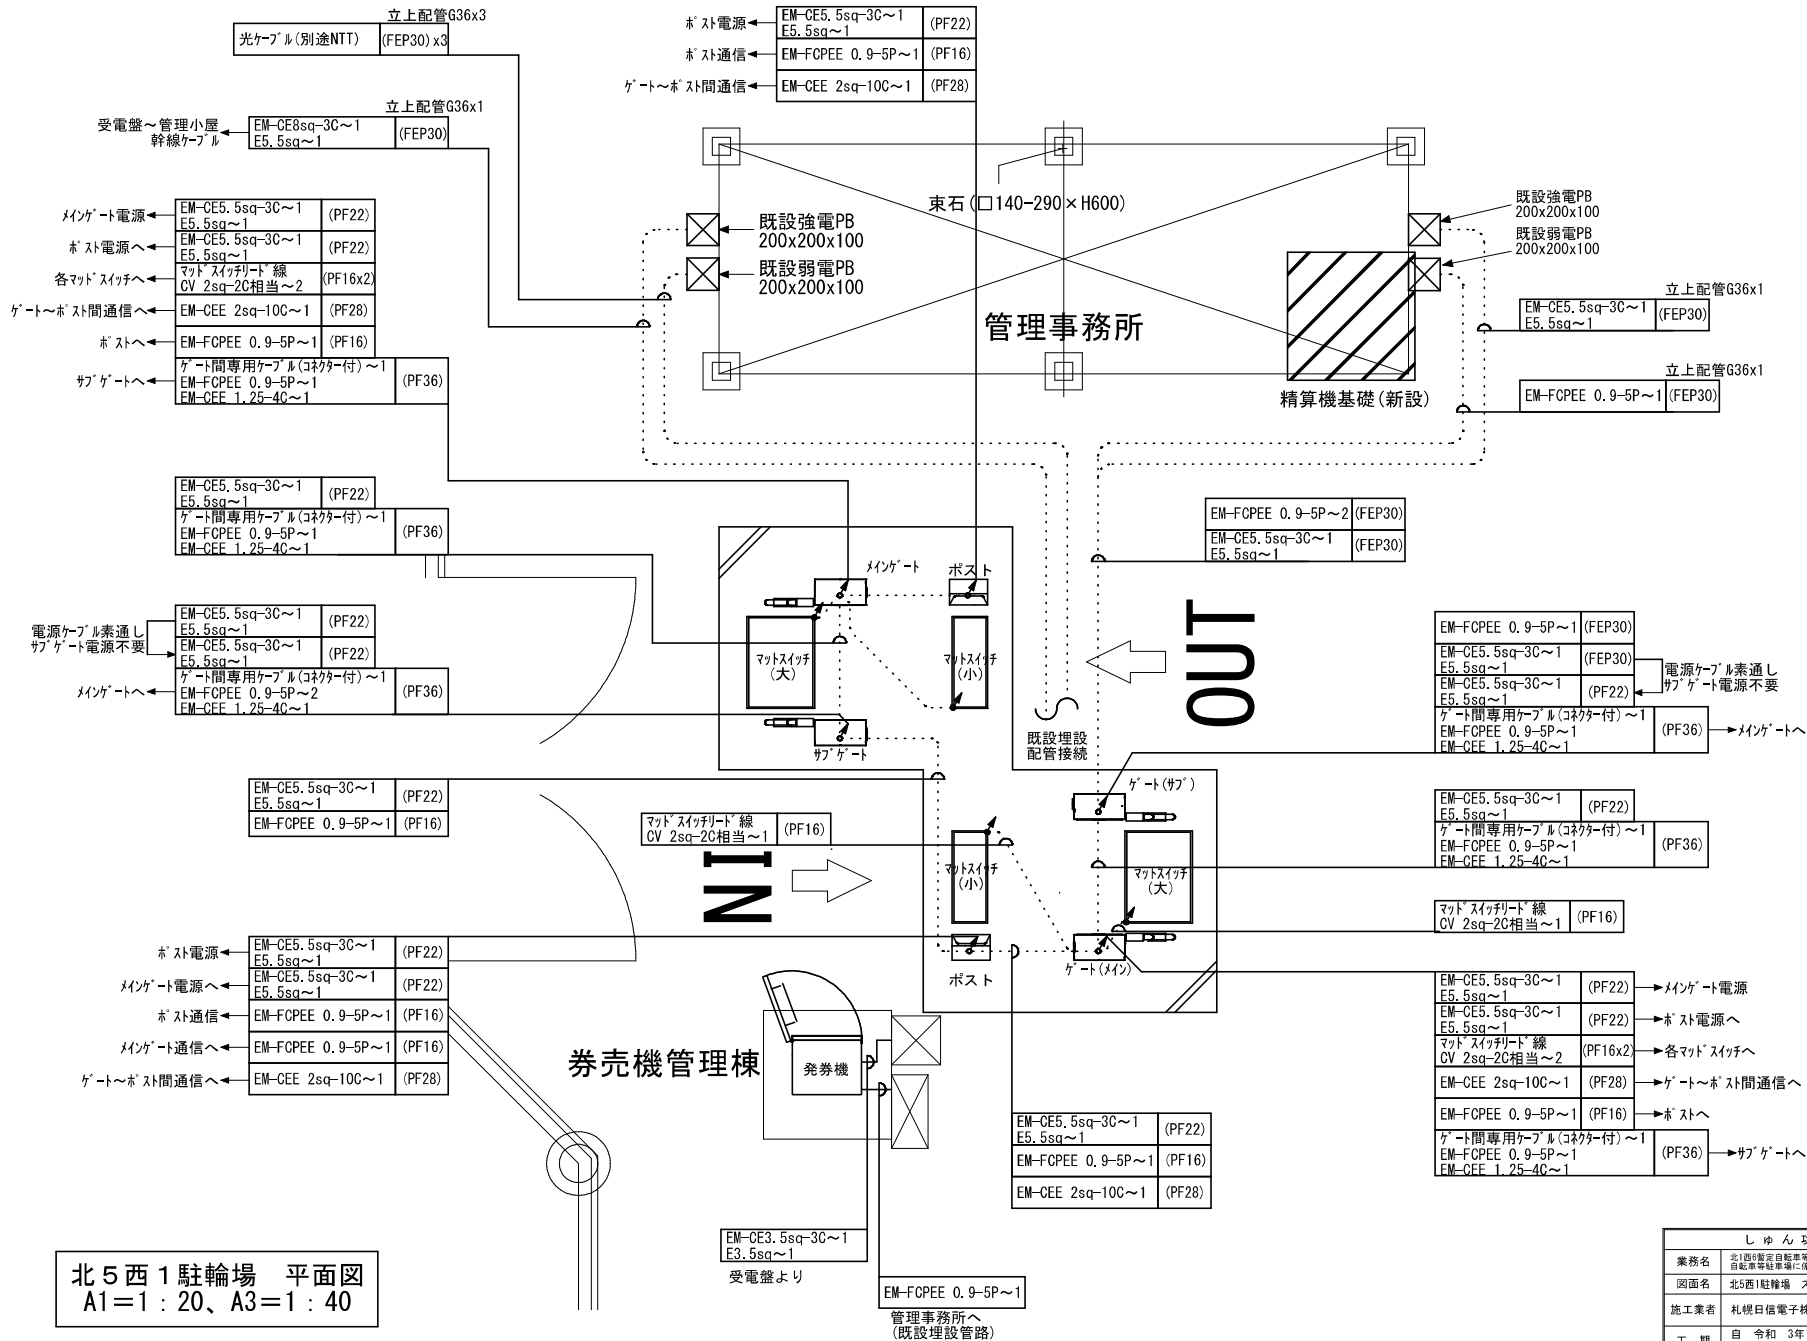 立上配管G36x3
光ケーブル(別途NTT) (FEP30)x3
立上配管G36x1
受電盤～管理小屋
幹線ケーブル
EM-CE8sq-3C～1
E5.5sq～1
(FEP30)
メインゲート電源
EM-CE5.5sq-3C～1
E5.5sq～1
(PF22)
ポスト電源へ
EM-CE5.5sq-3C～1
E5.5sq～1
(PF22)
各マッドスイッチへ
マッドスイッチリード線
CV 2sq-2C相当～2
(PF16x2)
ゲート～ポスト間通信へ
EM-CEE 2sq-10C～1 (PF28)
ポストへ
EM-FCPEE 0.9-5P～1 (PF16)
サブゲートへ
ゲート間専用ケーブル(コネクター付)～1
EM-FCPEE 0.9-5P～1
EM-CEE 1.25-4C～1
(PF36)
ポスト電源
EM-CE5.5sq-3C～1
E5.5sq～1
(PF22)
ポスト通信
EM-FCPEE 0.9-5P～1 (PF16)
ゲート～ポスト間通信
EM-CEE 2sq-10C～1 (PF28)
束石(□140-290×H600)
既設強電PB
200x200x100
既設弱電PB
200x200x100
管理事務所
既設強電PB
200x200x100
既設弱電PB
200x200x100
精算機基礎(新設)
立上配管G36x1
EM-CE5.5sq-3C～1
E5.5sq～1
(FEP30)
立上配管G36x1
EM-FCPEE 0.9-5P～1 (FEP30)
EM-CE5.5sq-3C～1
E5.5sq～1
(PF22)
ゲート間専用ケーブル(コネクター付)～1
EM-FCPEE 0.9-5P～1
EM-CEE 1.25-4C～1
(PF36)
EM-FCPEE 0.9-5P～2 (FEP30)
EM-CE5.5sq-3C～1
E5.5sq～1
(FEP30)
メインゲート
ポスト
マットスイッチ
(大)
マットスイッチ
(小)
サブゲート
OUT
既設埋設
配管接続
電源ケーブル素通し
サブゲート電源不要
EM-CE5.5sq-3C～1
E5.5sq～1
(PF22)
EM-CE5.5sq-3C～1
E5.5sq～1
(PF22)
メインゲートへ
ゲート間専用ケーブル(コネクター付)～1
EM-FCPEE 0.9-5P～2
EM-CEE 1.25-4C～1
(PF36)
EM-FCPEE 0.9-5P～1 (FEP30)
EM-CE5.5sq-3C～1
E5.5sq～1
(FEP30)
EM-CE5.5sq-3C～1
E5.5sq～1
(PF22)
電源ケーブル素通し
サブゲート電源不要
ゲート間専用ケーブル(コネクター付)～1
EM-FCPEE 0.9-5P～1
EM-CEE 1.25-4C～1
(PF36)
メインゲートへ
EM-CE5.5sq-3C～1
E5.5sq～1
(PF22)
EM-FCPEE 0.9-5P～1 (PF16)
マッドスイッチリード線
CV 2sq-2C相当～1
(PF16)
IN
マットスイッチ
(小)
ゲート(サブ)
マットスイッチ
(大)
ゲート(メイン)
ポスト
EM-CE5.5sq-3C～1
E5.5sq～1
(PF22)
ゲート間専用ケーブル(コネクター付)～1
EM-FCPEE 0.9-5P～1
EM-CEE 1.25-4C～1
(PF36)
マッドスイッチリード線
CV 2sq-2C相当～1
(PF16)
ポスト電源
EM-CE5.5sq-3C～1
E5.5sq～1
(PF22)
メインゲート電源へ
EM-CE5.5sq-3C～1
E5.5sq～1
(PF22)
ポスト通信
EM-FCPEE 0.9-5P～1 (PF16)
メインゲート通信へ
EM-FCPEE 0.9-5P～1 (PF16)
ゲート～ポスト間通信へ
EM-CEE 2sq-10C～1 (PF28)
券売機管理棟
発券機
EM-CE5.5sq-3C～1
E5.5sq～1
(PF22)
メインゲート電源
EM-CE5.5sq-3C～1
E5.5sq～1
(PF22)
ポスト電源へ
マッドスイッチリード線
CV 2sq-2C相当～2
(PF16x2)
各マッドスイッチへ
EM-CEE 2sq-10C～1 (PF28)
ゲート～ポスト間通信へ
EM-FCPEE 0.9-5P～1 (PF16)
ポストへ
ゲート間専用ケーブル(コネクター付)～1
EM-FCPEE 0.9-5P～1
EM-CEE 1.25-4C～1
(PF36)
サブゲートへ
EM-CE5.5sq-3C～1
E5.5sq～1
(PF22)
EM-FCPEE 0.9-5P～1 (PF16)
EM-CEE 2sq-10C～1 (PF28)
EM-CE3.5sq-3C～1
E3.5sq～1
受電盤より
EM-FCPEE 0.9-5P～1
管理事務所へ
(既設埋設管路)
北5西1駐輪場 平面図
A1=1:20、A3=1:40
しゅん
業務名 北1西6暫定自転車等
自転車等駐車場に
図面名 北5西1駐輪場
施工業者 札幌日信電子
工 期 自 令和 3年